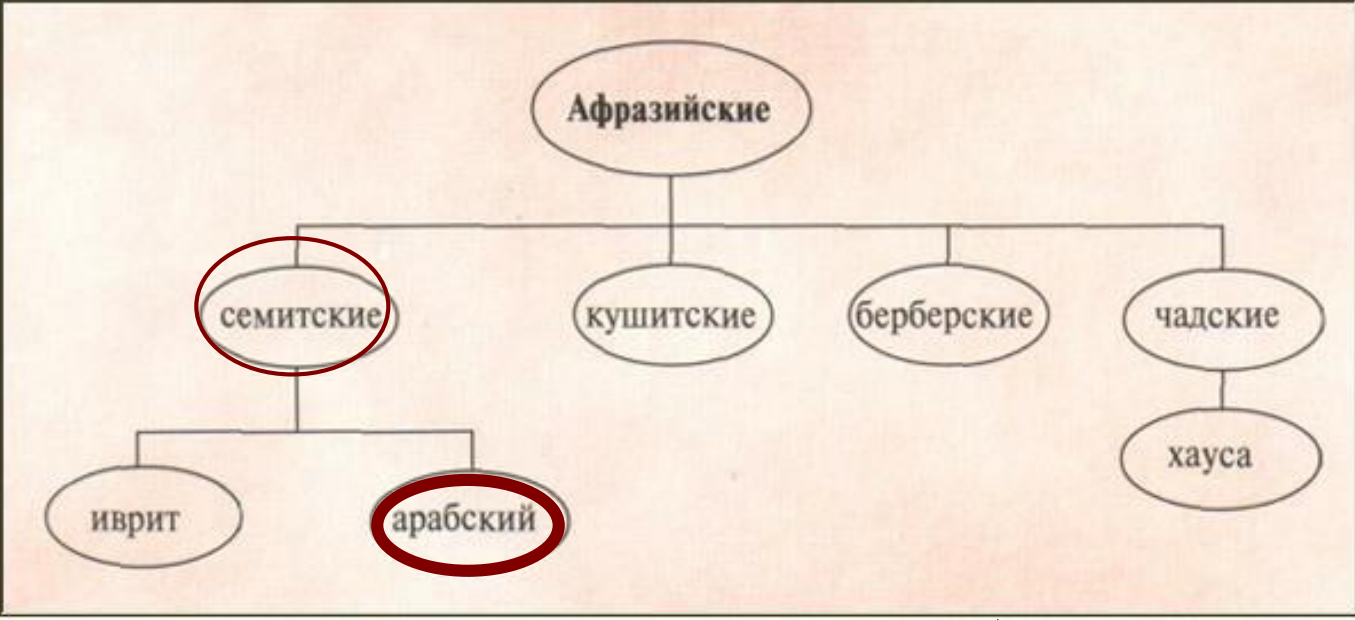 Афразийские
семитские
кушитские
берберские
чадские
хауса
иврит
арабский